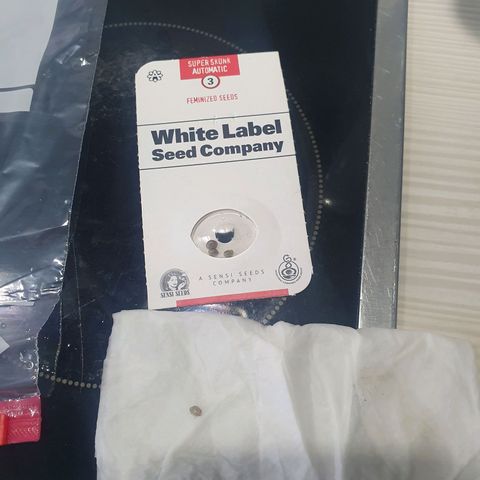 SUPER SKUNK
AUTOMATIC
3
FEMINIZED SEEDS
White Label
Seed Company
A SENSI SEEDS
COMPANY
SENSI SEEDS